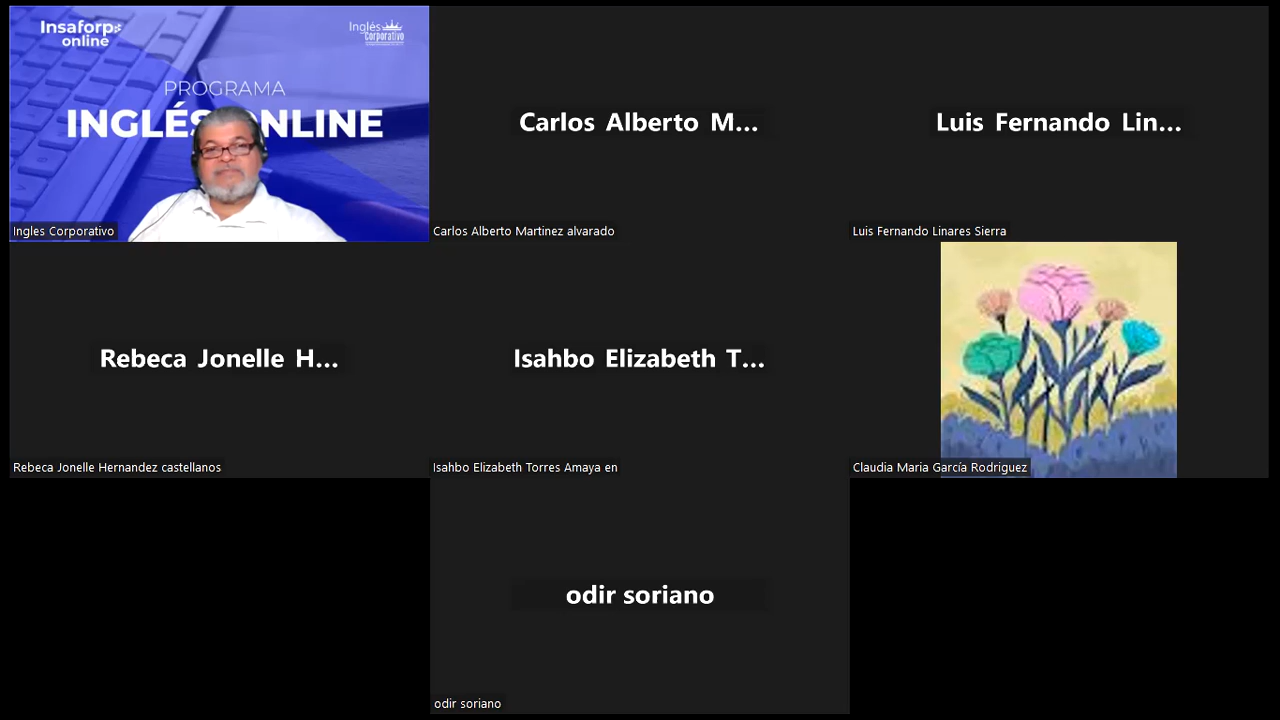 Insaforp
online
Inglés
Corporativo
PROGRAMA
INGLÉS ONLINE
Ingles Corporativo
Carlos Alberto M...
Carlos Alberto Martinez alvarado
Luis Fernando Lin...
Luis Fernando Linares Sierra
Rebeca Jonelle H...
Rebeca Jonelle Hernandez castellanos
Isahbo Elizabeth T...
Isahbo Elizabeth Torres Amaya en
Claudia Maria García Rodriguez
odir soriano
odir soriano